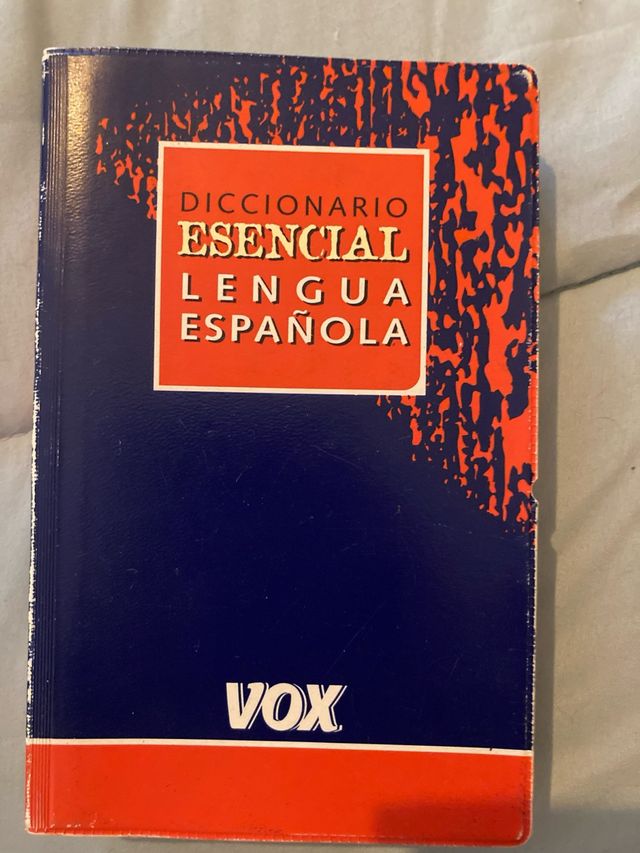 DICCIONARIO
ESENCIAL
LENGUA
ESPAÑOLA
VOX